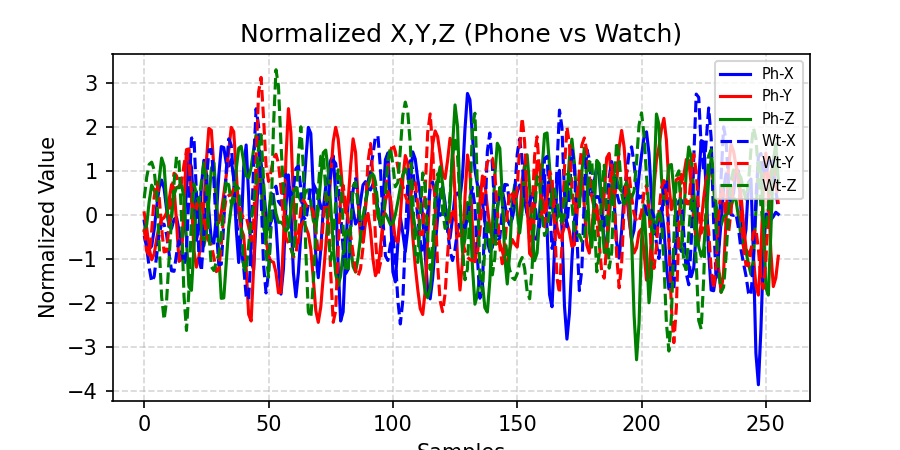 Normalized X,Y,Z (Phone vs Watch)
Normalized Value
3
2
1
0
−1
−2
−3
−4
0 50 100 150 200 250
Samples
Ph-X
Ph-Y
Ph-Z
Wt-X
Wt-Y
Wt-Z